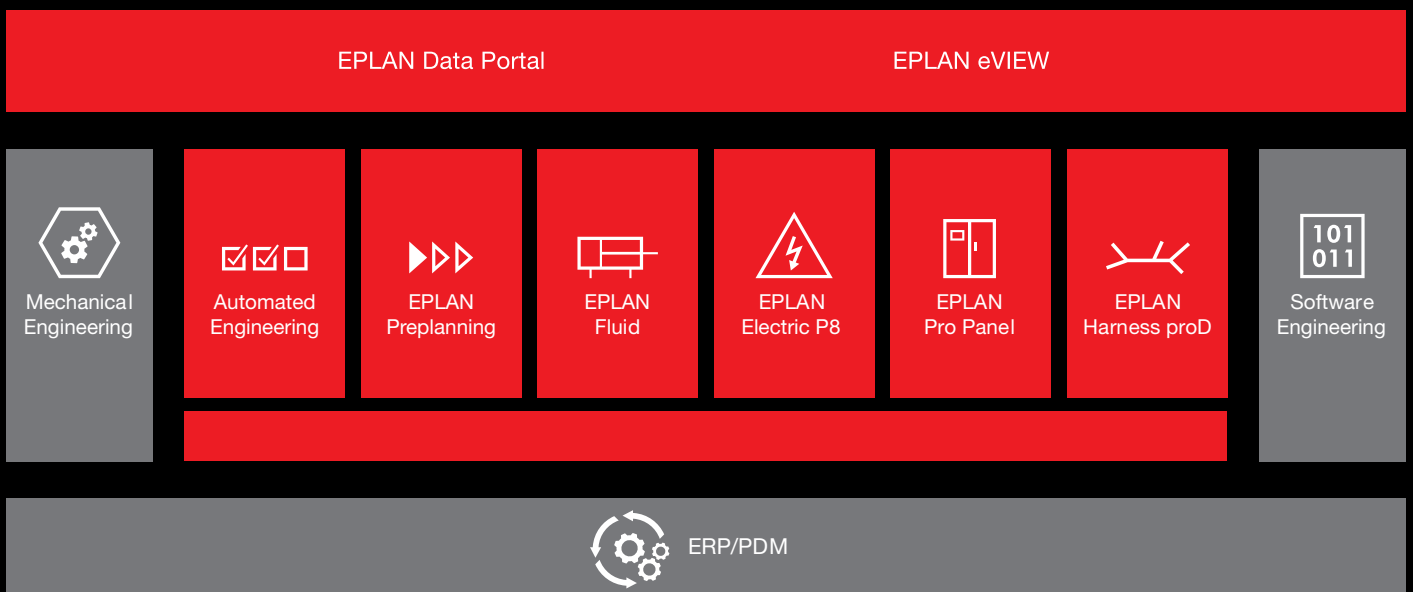 EPLAN Data Portal
EPLAN eVIEW
Mechanical
Engineering
Automated
Engineering
EPLAN
Preplanning
EPLAN
Fluid
EPLAN
Electric P8
EPLAN
Pro Panel
EPLAN
Harness proD
101
011
Software
Engineering
ERP/PDM